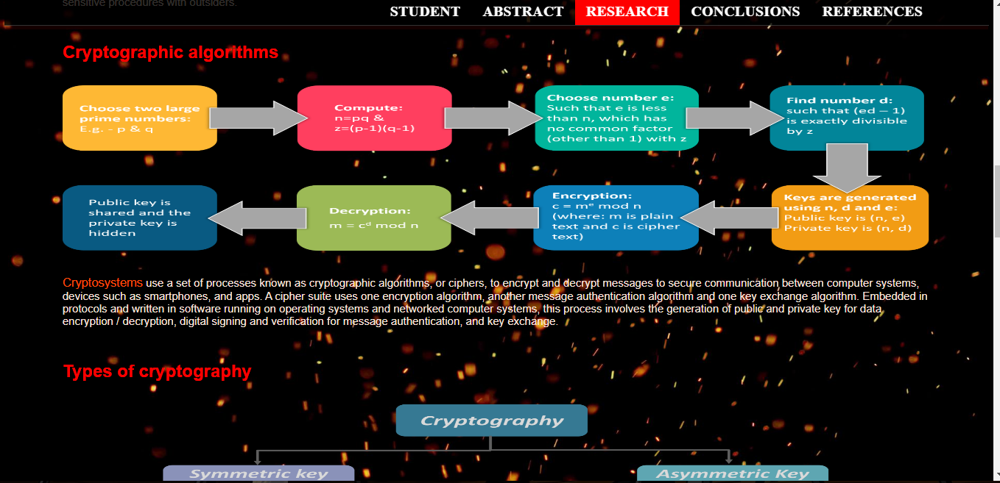 sensitive procedures with outsiders.
STUDENT ABSTRACT RESEARCH CONCLUSIONS REFERENCES
Cryptographic algorithms
Choose two large
prime numbers:
E.g. - p & q
Compute:
n=pq &
z=(p-1)(q-1)
Choose number e:
Such that e is less
than n, which has
no common factor
(other than 1) with z
Find number d:
such that (ed – 1)
is exactly divisible
by z
Keys are generated
using n, d and e:
Public key is (n, e)
Private key is (n, d)
Encryption:
c = mᵉ mod n
(where: m is plain
text and c is cipher
text)
Decryption:
m = cᵈ mod n
Public key is
shared and the
private key is
hidden
Cryptosystems use a set of processes known as cryptographic algorithms, or ciphers, to encrypt and decrypt messages to secure communication between computer systems,
devices such as smartphones, and apps. A cipher suite uses one encryption algorithm, another message authentication algorithm and one key exchange algorithm. Embedded in
protocols and written in software running on operating systems and networked computer systems, this process involves the generation of public and private key for data
encryption / decryption, digital signing and verification for message authentication, and key exchange.
Types of cryptography
Cryptography
Symmetric key
Asymmetric Key